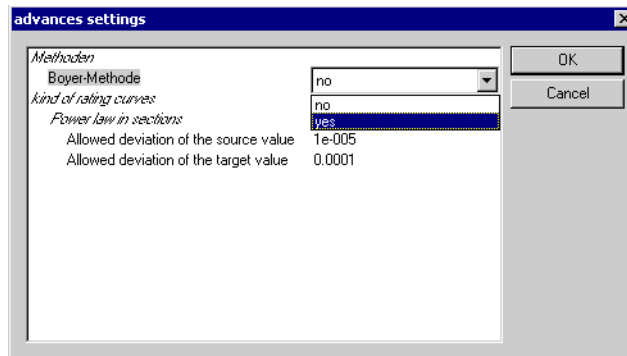 advances settings
Methoden
Boyer-Methode no
kind of rating curves no
Power law in sections yes
Allowed deviation of the source value 1e-005
Allowed deviation of the target value 0.0001
OK
Cancel